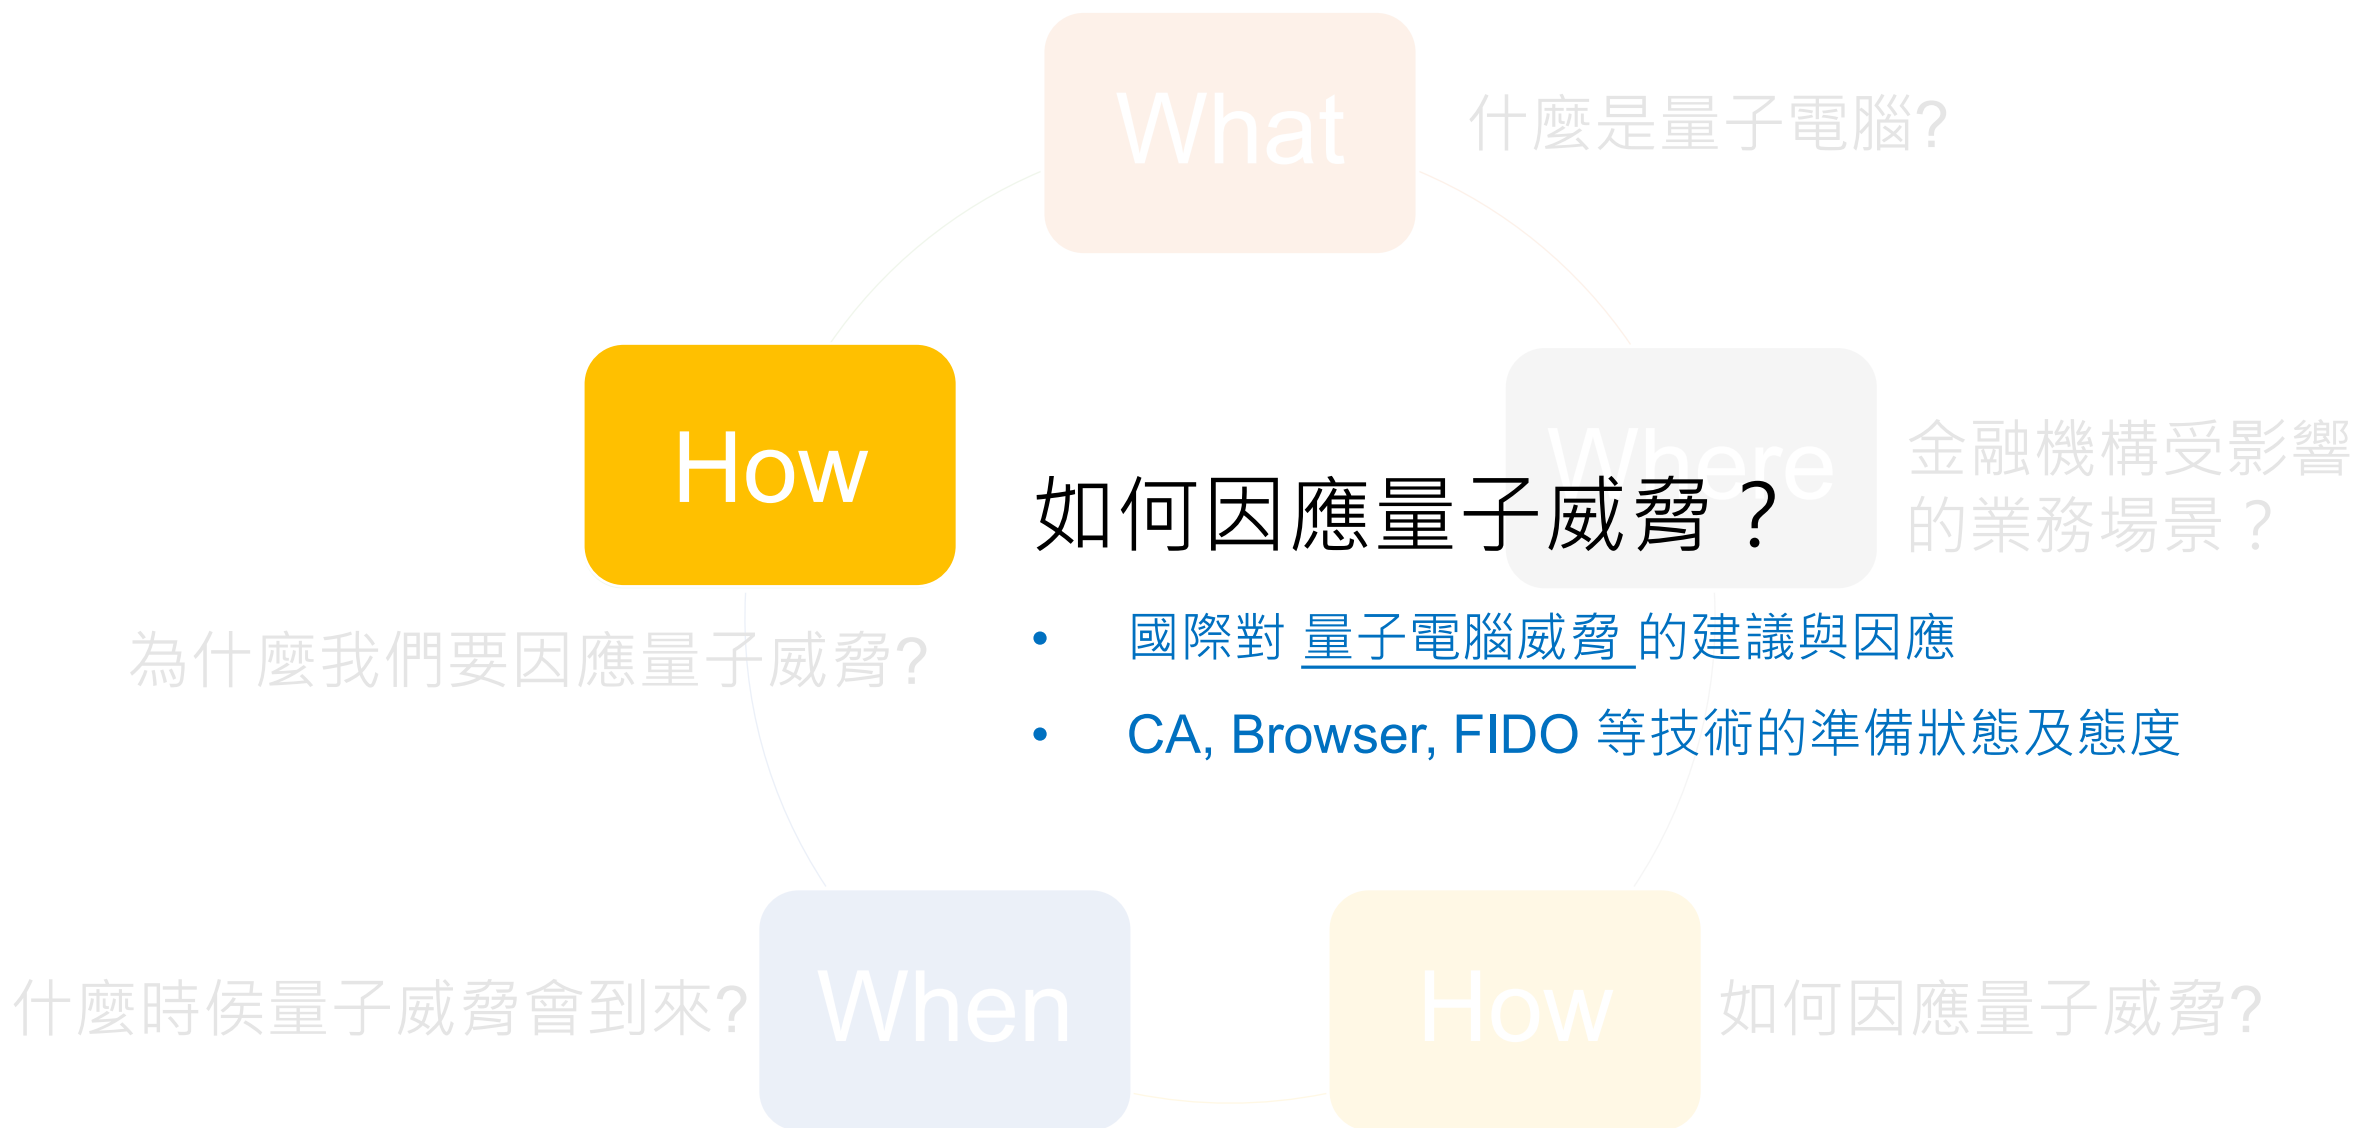 What
什麼是量子電腦?
How
Where
金融機構受影響
的業務場景？
如何因應量子威脅？
• 國際對 量子電腦威脅 的建議與因應
為什麼我們要因應量子威脅?
• CA, Browser, FIDO 等技術的準備狀態及態度
什麼時侯量子威脅會到來?
When
How
如何因應量子威脅?